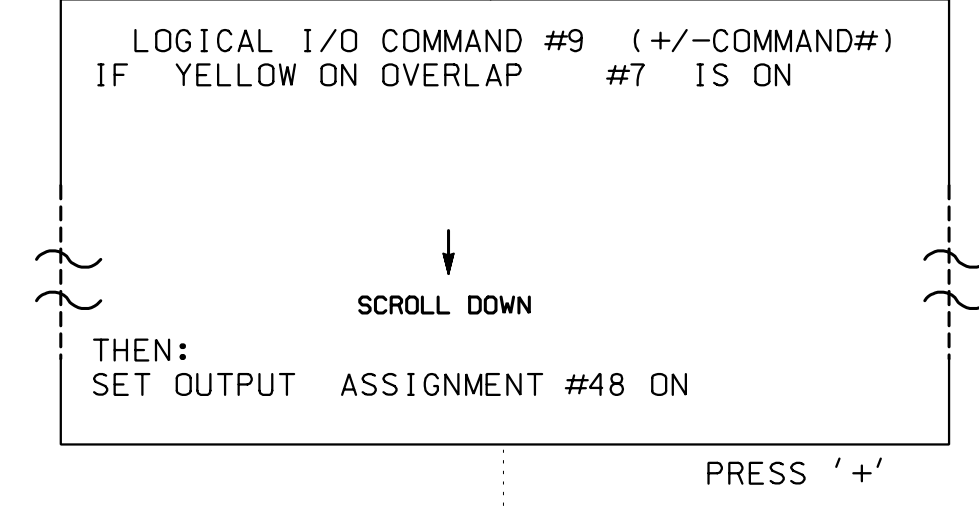 LOGICAL I/O COMMAND #9 (+/-COMMAND#)
IF YELLOW ON OVERLAP #7 IS ON
SCROLL DOWN
THEN:
SET OUTPUT ASSIGNMENT #48 ON
PRESS '+'